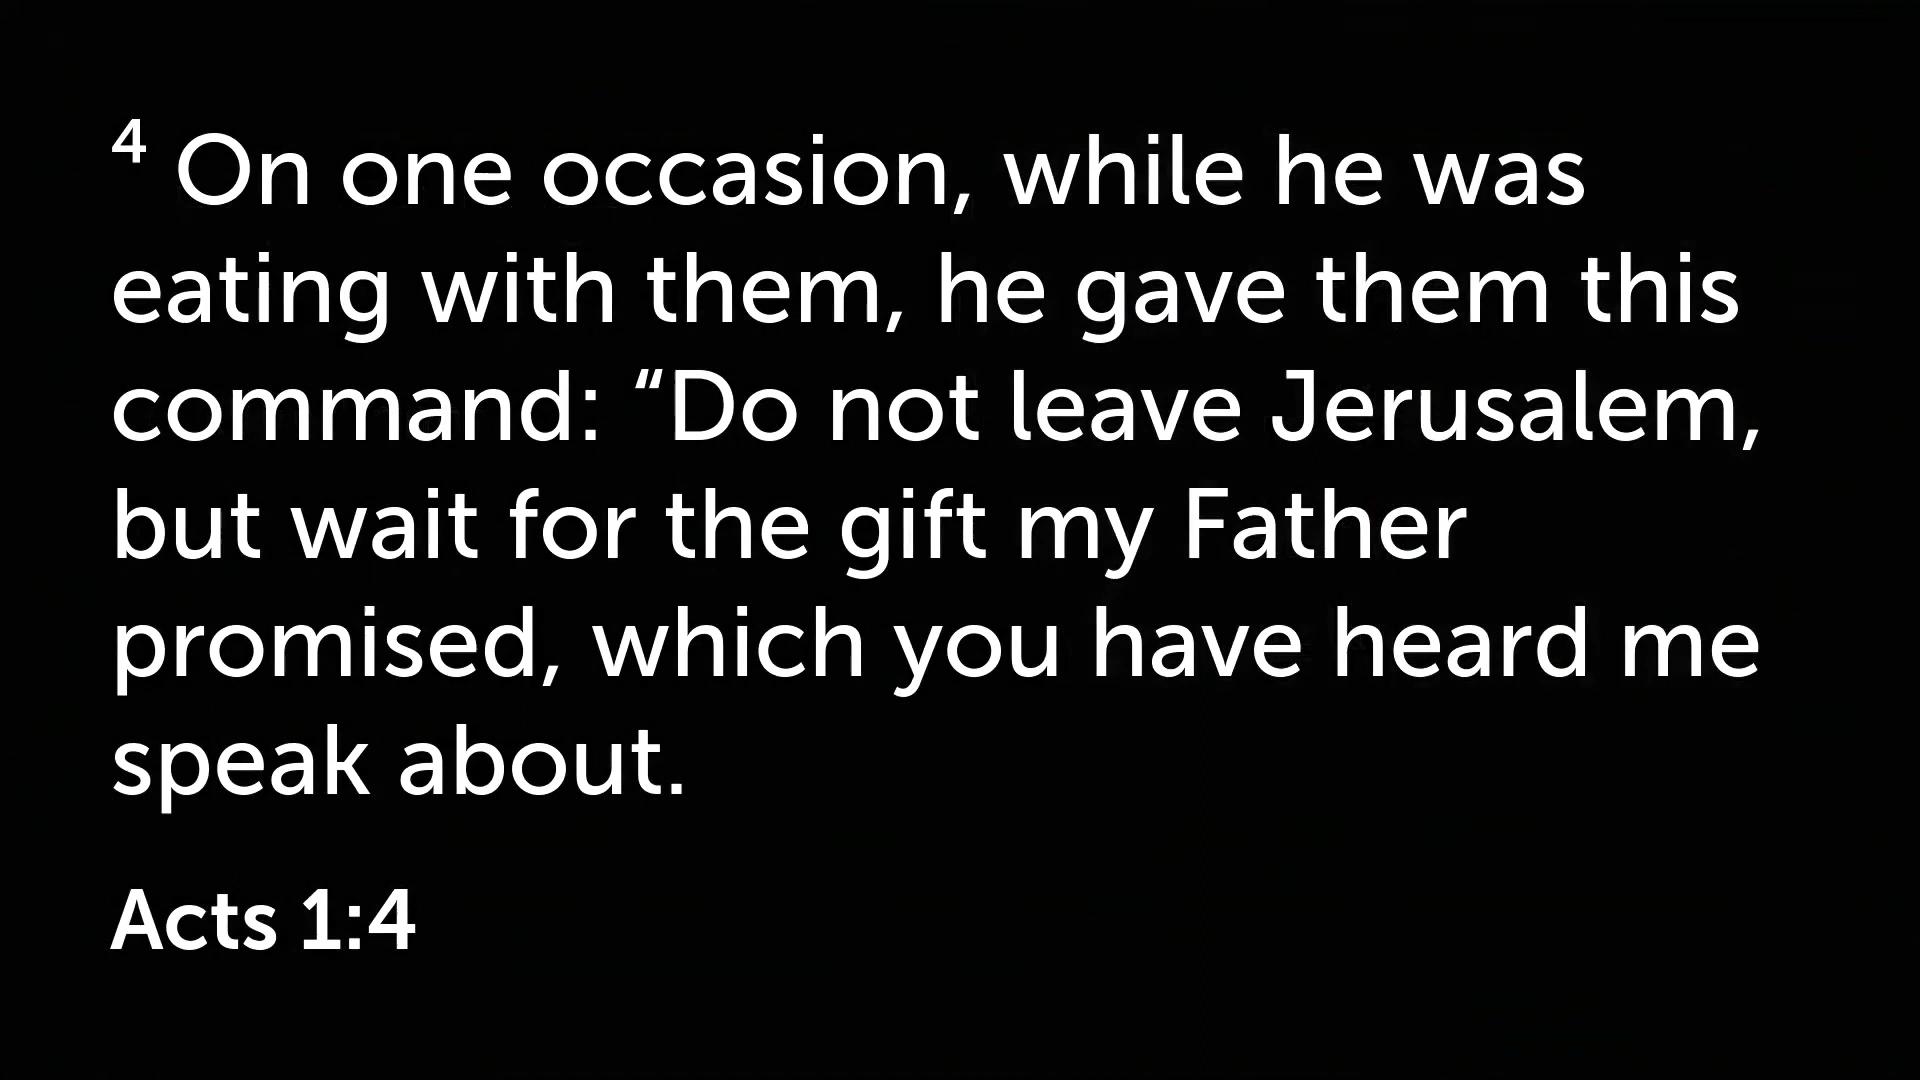 4 On one occasion, while he was
eating with them, he gave them this
command: “Do not leave Jerusalem,
but wait for the gift my Father
promised, which you have heard me
speak about.
Acts 1:4